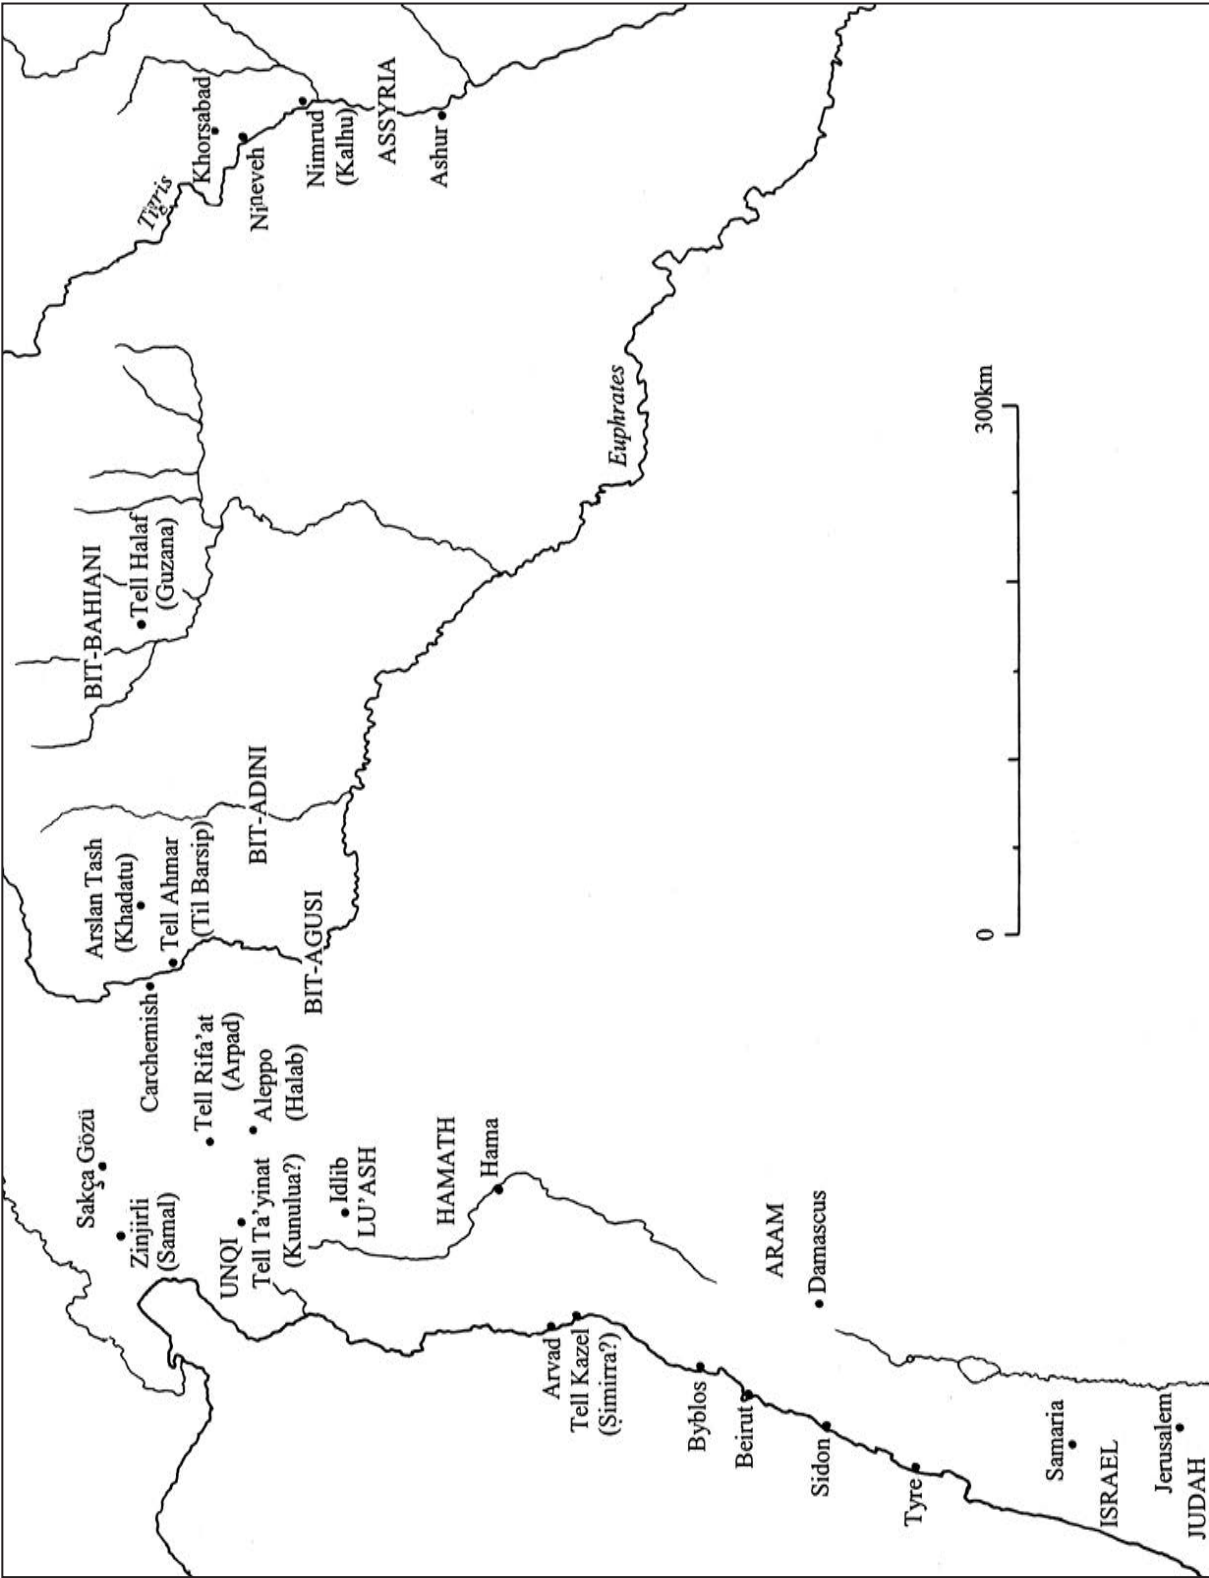 Sakça Gözü
Zinjirli
(Samal)
Carchemish
Arslan Tash
(Khadatu)
Tell Ahmar
(Til Barsip)
BIT-BAHIANI
Tell Halaf
(Guzana)
Tigris
Khorsabad
Nineveh
Nimrud
(Kalhu)
ASSYRIA
Ashur
UNQI
Tell Ta’yinat
(Kunulua?)
Tell Rifa’at
(Arpad)
Aleppo
(Halab)
BIT-ADINI
BIT-AGUSI
Idlib
LU’ASH
HAMATH
Hama
Euphrates
Arvad
Tell Kazel
(Ṣimirra?)
Byblos
Beirut
Sidon
Tyre
ARAM
Damascus
0
300km
Samaria
ISRAEL
Jerusalem
JUDAH